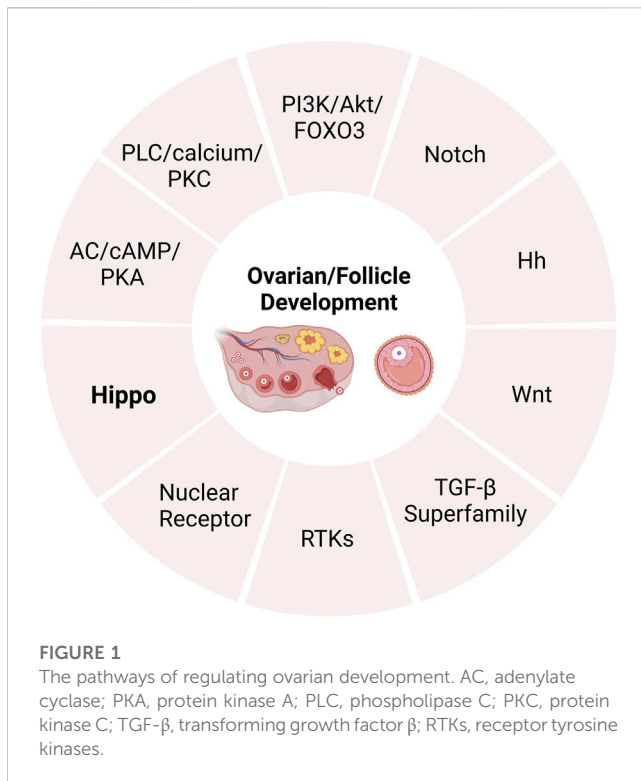 PI3K/Akt/
FOXO3
Notch
Hh
Wnt
TGF-β
Superfamily
RTKs
Nuclear
Receptor
Hippo
AC/cAMP/
PKA
PLC/calcium/
PKC
Ovarian/Follicle
Development
FIGURE 1
The pathways of regulating ovarian development. AC, adenylate
cyclase; PKA, protein kinase A; PLC, phospholipase C; PKC, protein
kinase C; TGF-β, transforming growth factor β; RTKs, receptor tyrosine
kinases.